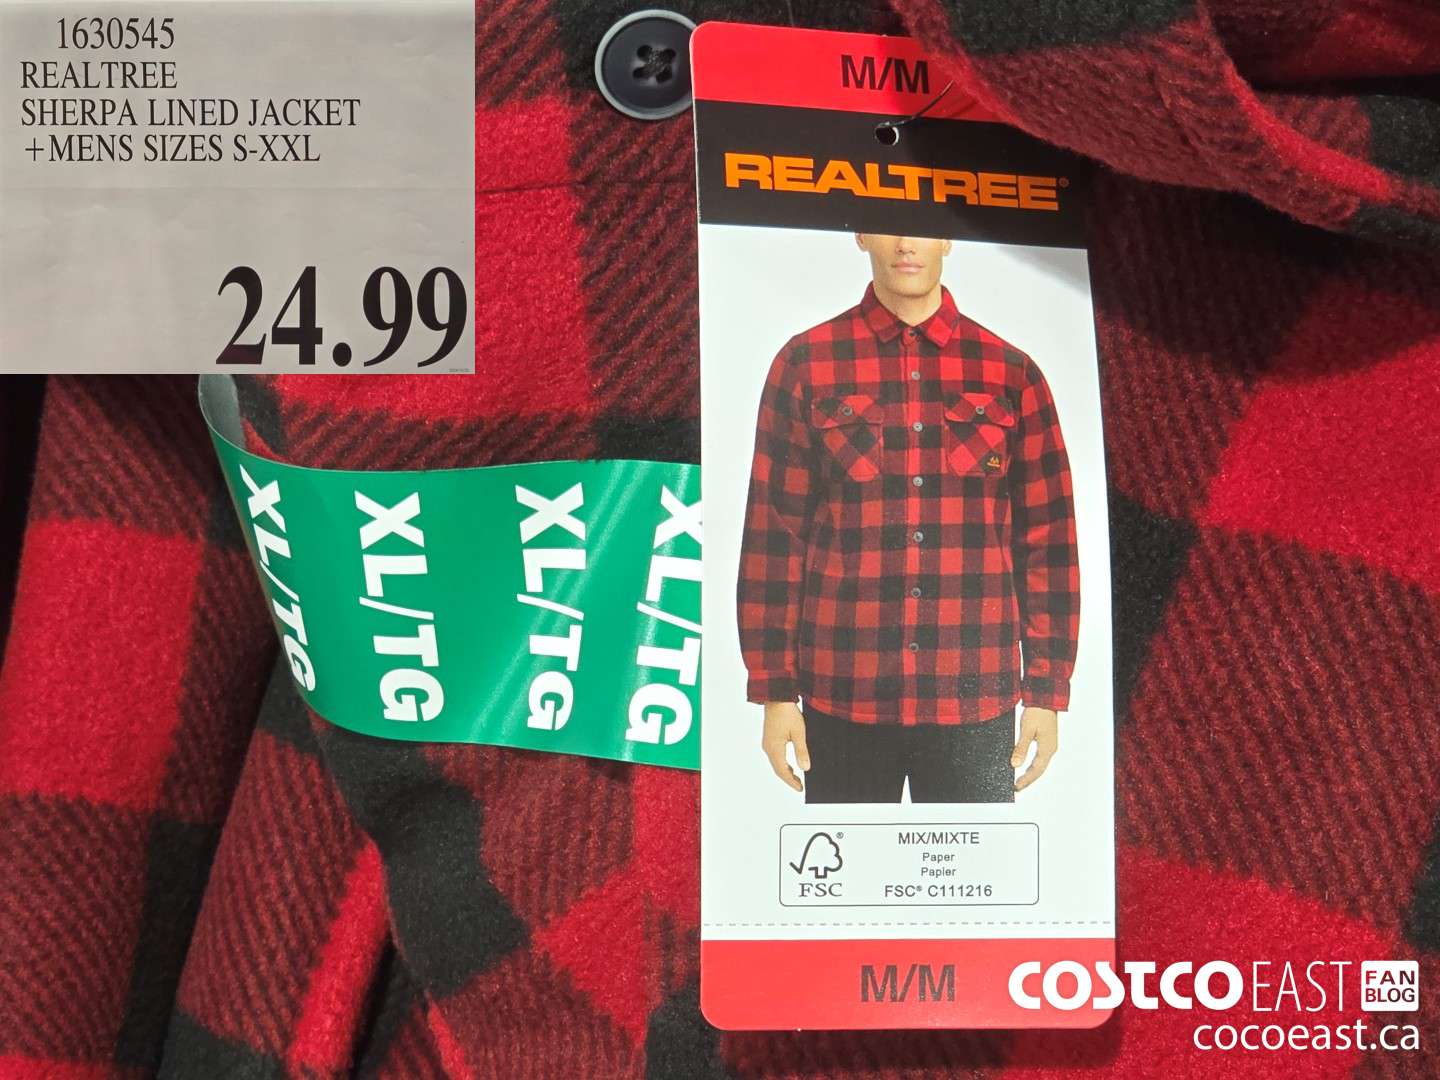 1630545
REALTREE
SHERPA LINED JACKET
+MENS SIZES S-XXL
24.99
M/M
REALTREE®
XL/TG
XL/TG
XL/TG
XL/TG
FSC
®
MIX/MIXTE
Paper
Papier
FSC® C111216
M/M
COSTCO EAST FAN BLOG
cocoeast.ca